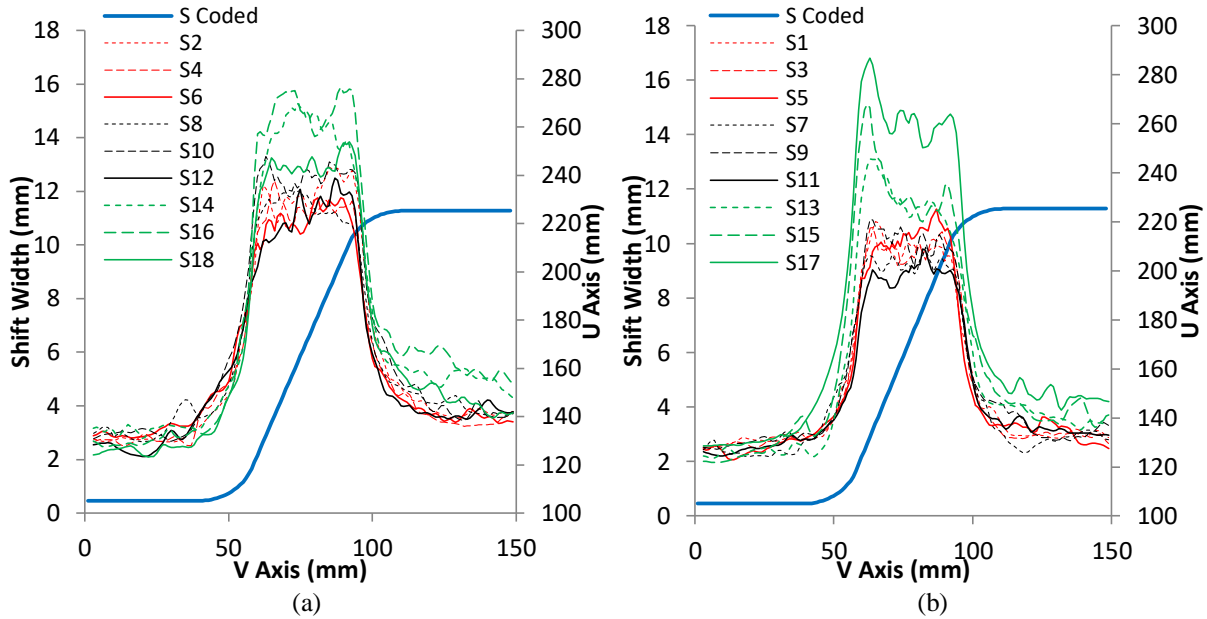 S Coded
S2
S4
S6
S8
S10
S12
S14
S16
S18
18
16
14
12
10
8
6
4
2
0
Shift Width (mm)
300
280
260
240
220
200
180
160
140
120
100
U Axis (mm)
0 50 100 150
V Axis (mm)
(a)
S Coded
S1
S3
S5
S7
S9
S11
S13
S15
S17
18
16
14
12
10
8
6
4
2
0
Shift Width (mm)
300
280
260
240
220
200
180
160
140
120
100
U Axis (mm)
0 50 100 150
V Axis (mm)
(b)